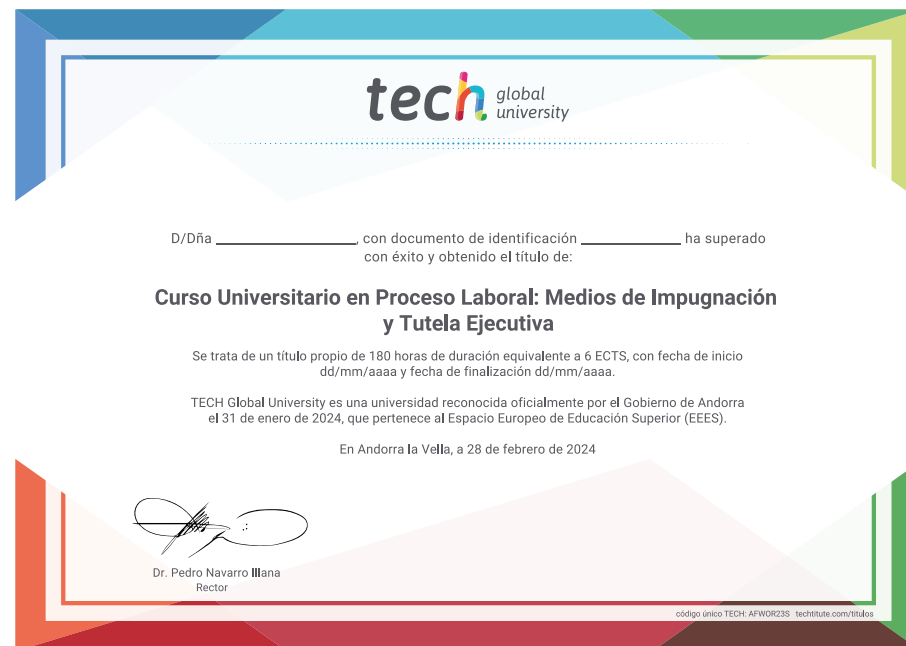 tech global university
D/Dña ________________, con documento de identificación ____________ ha superado
con éxito y obtenido el título de:
Curso Universitario en Proceso Laboral: Medios de Impugnación
y Tutela Ejecutiva
Se trata de un título propio de 180 horas de duración equivalente a 6 ECTS, con fecha de inicio
dd/mm/aaaa y fecha de finalización dd/mm/aaaa.
TECH Global University es una universidad reconocida oficialmente por el Gobierno de Andorra
el 31 de enero de 2024, que pertenece al Espacio Europeo de Educación Superior (EEES).
En Andorra la Vella, a 28 de febrero de 2024
Dr. Pedro Navarro Illana
Rector
código único TECH: AFWOR23S techtitute.com/titulos